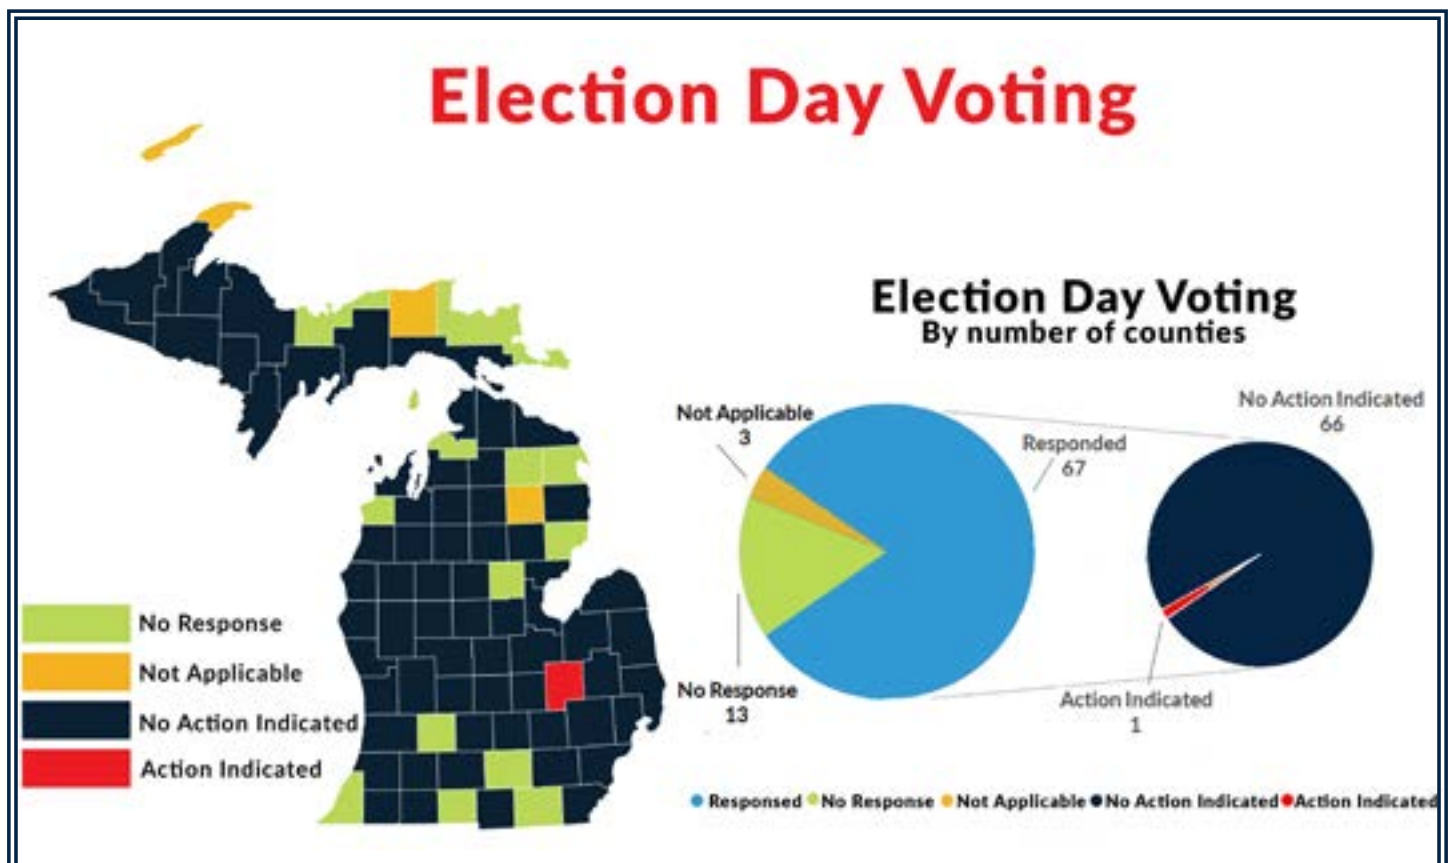 Election Day Voting
Election Day Voting
By number of counties
Not Applicable
3
Responded
67
No Action Indicated
66
No Response
13
Action Indicated
1
No Response
Not Applicable
No Action Indicated
Action Indicated
Responsed No Response Not Applicable No Action Indicated Action Indicated